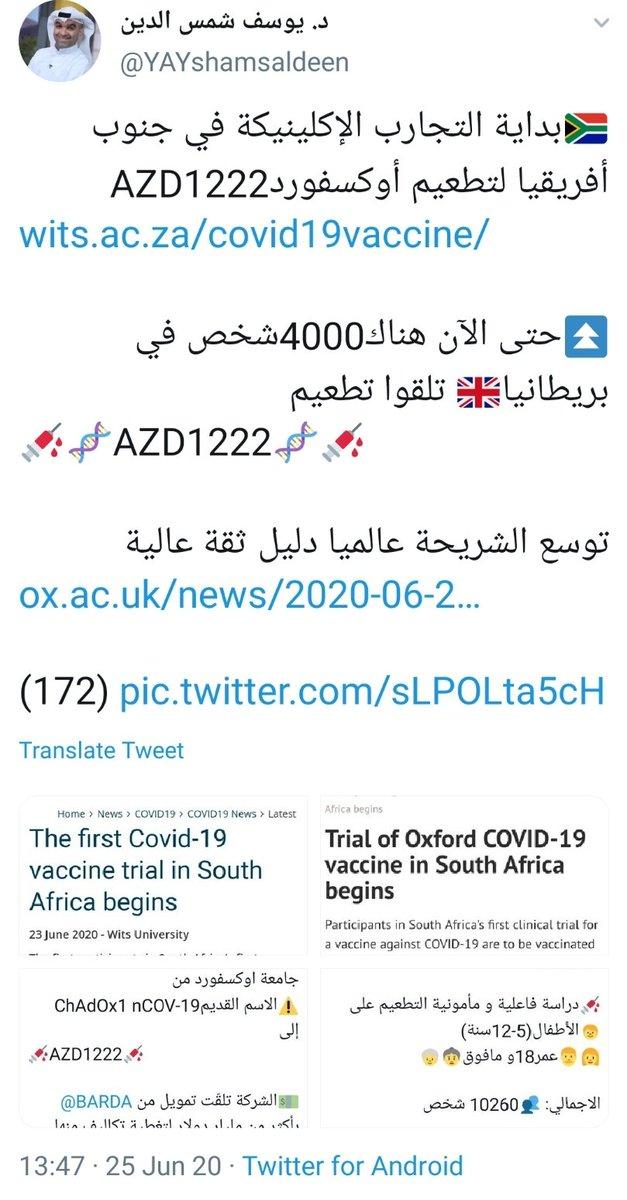 د. يوسف شمس الدين
@YAYshamsaldeen
🇿🇦بداية التجارب الإكلينيكة في جنوب
أفريقيا لتطعيم أوكسفوردAZD1222
wits.ac.za/covid19vaccine/
⏫حتى الآن هناك4000شخص في
بريطانيا🇬🇧 تلقوا تطعيم
💉🧬AZD1222🧬💉
توسع الشريحة عالميا دليل ثقة عالية
ox.ac.uk/news/2020-06-2…
(172) pic.twitter.com/sLPOLta5cH
Translate Tweet
Home > News > COVID19 > COVID19 News > Latest
The first Covid-19
vaccine trial in South
Africa begins
23 June 2020 - Wits University
Africa begins
Trial of Oxford COVID-19
vaccine in South Africa
begins
Participants in South Africa's first clinical trial for
a vaccine against COVID-19 are to be vaccinated
جامعة اوكسفورد من
⚠️الاسم القديمChAdOx1 nCOV-19
إلى
💉AZD1222💉
💵الشركة تلقّت تمويل من @BARDA
💉دراسة فاعلية و مأمونية التطعيم على
👦الأطفال(5-12سنة)
👩👨عمر18و مافوق👵👴
الاجمالي: 👥10260 شخص
13:47 · 25 Jun 20 · Twitter for Android